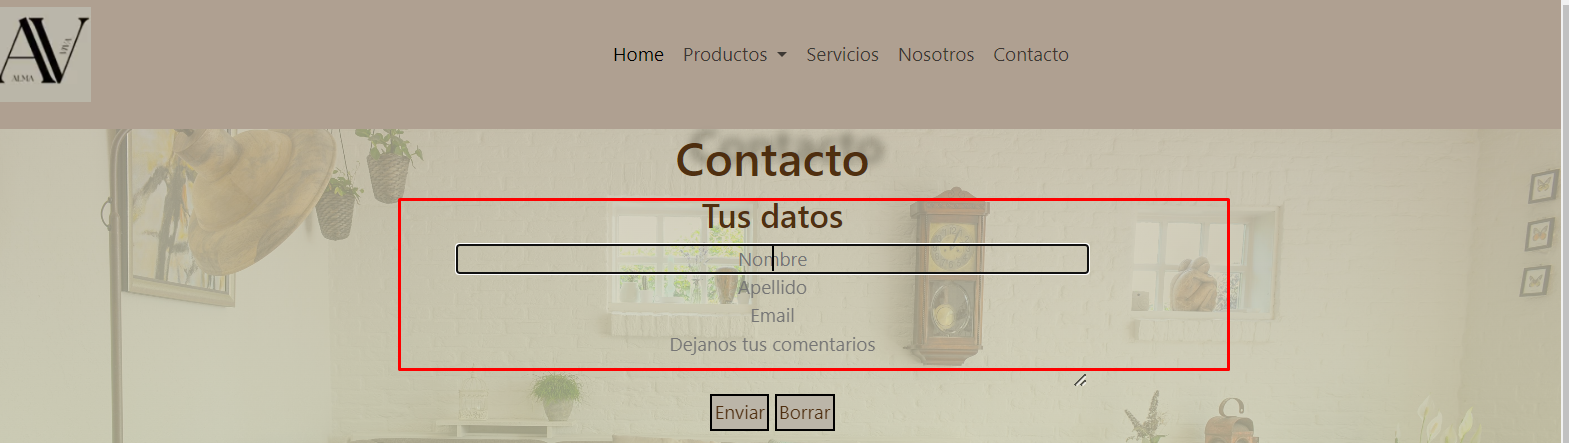 AV
ALMA
VIVA
Home Productos Servicios Nosotros Contacto
Contacto
Tus datos
Nombre
Apellido
Email
Dejanos tus comentarios
Enviar Borrar